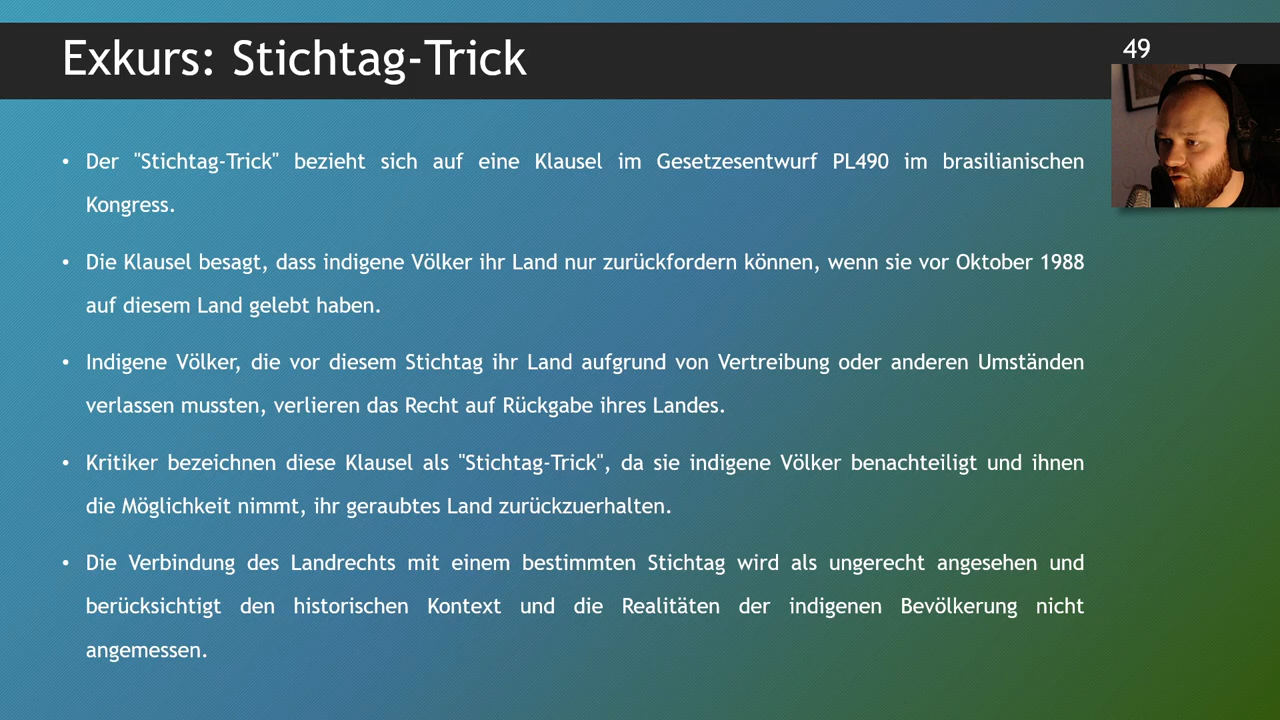 Exkurs: Stichtag-Trick
49
• Der "Stichtag-Trick" bezieht sich auf eine Klausel im Gesetzesentwurf PL490 im brasilianischen
Kongress.
• Die Klausel besagt, dass indigene Völker ihr Land nur zurückfordern können, wenn sie vor Oktober 1988
auf diesem Land gelebt haben.
• Indigene Völker, die vor diesem Stichtag ihr Land aufgrund von Vertreibung oder anderen Umständen
verlassen mussten, verlieren das Recht auf Rückgabe ihres Landes.
• Kritiker bezeichnen diese Klausel als "Stichtag-Trick", da sie indigene Völker benachteiligt und ihnen
die Möglichkeit nimmt, ihr geraubtes Land zurückzuerhalten.
• Die Verbindung des Landrechts mit einem bestimmten Stichtag wird als ungerecht angesehen und
berücksichtigt den historischen Kontext und die Realitäten der indigenen Bevölkerung nicht
angemessen.